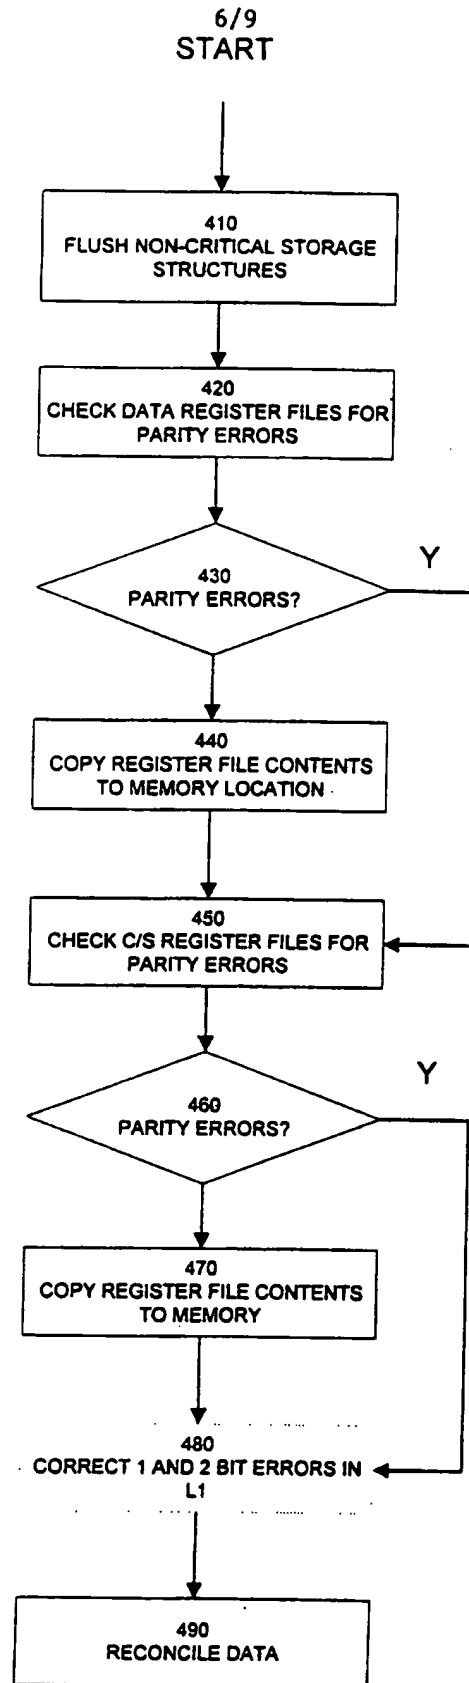 6/9
START
410
FLUSH NON-CRITICAL STORAGE
STRUCTURES
420
CHECK DATA REGISTER FILES FOR
PARITY ERRORS
430
PARITY ERRORS?
Y
440
COPY REGISTER FILE CONTENTS
TO MEMORY LOCATION
450
CHECK C/S REGISTER FILES FOR
PARITY ERRORS
460
PARITY ERRORS?
Y
470
COPY REGISTER FILE CONTENTS
TO MEMORY
480
CORRECT 1 AND 2 BIT ERRORS IN
L1
490
RECONCILE DATA